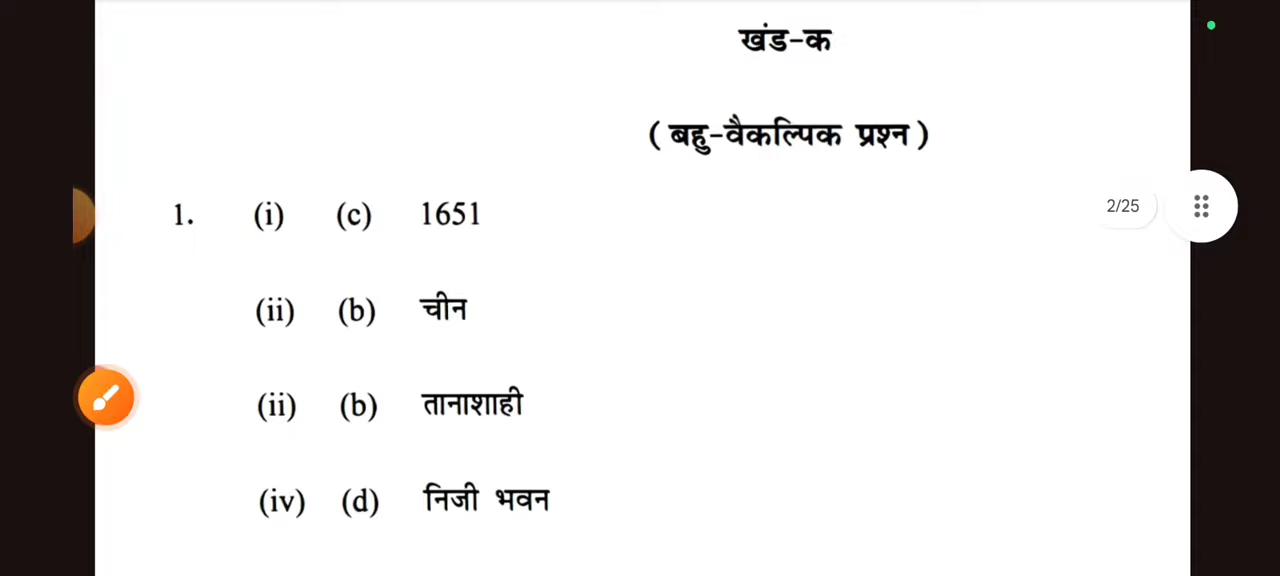 खंड-क
( बहु-वैकल्पिक प्रश्न )
1. (i) (c) 1651
2/25
(ii) (b) चीन
(ii) (b) तानाशाही
(iv) (d) निजी भवन